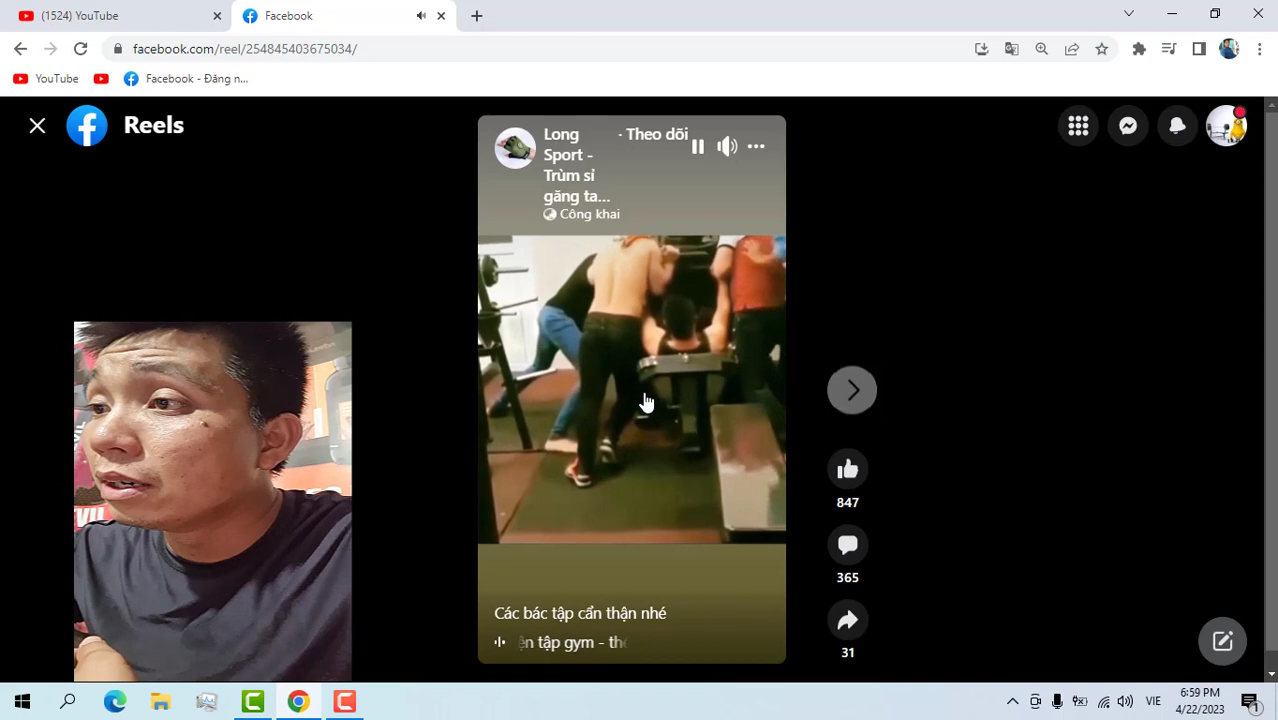 (1524) YouTube
Facebook
facebook.com/reel/254845403675034/
YouTube
Facebook - Đăng n...
Reels
Long Sport - Trùm sỉ găng ta...
· Theo dõi
Công khai
847
365
31
Các bác tập cẩn thận nhé
ện tập gym - th
VIE
6:59 PM
4/22/2023
1